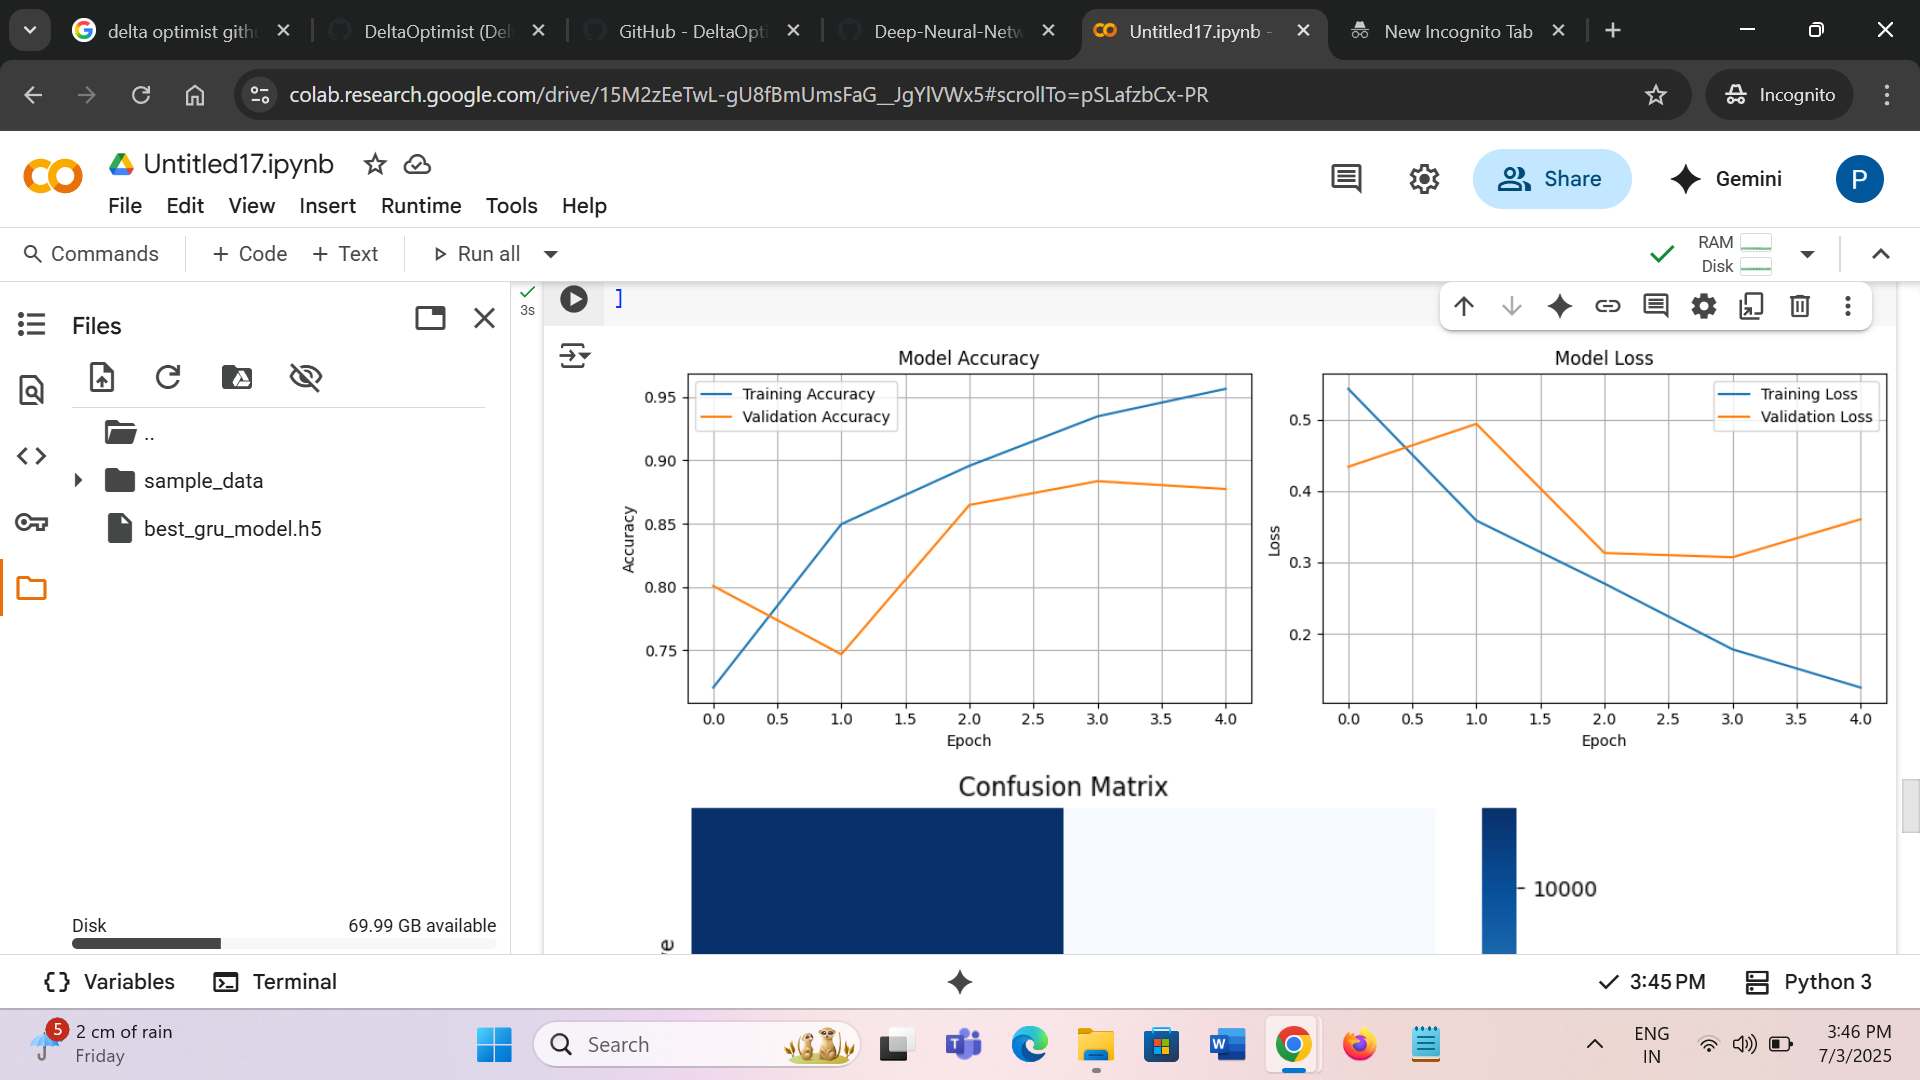 delta optimist gith
DeltaOptimist (Del
GitHub - DeltaOpti
Deep-Neural-Netw
Untitled17.ipynb -
New Incognito Tab
colab.research.google.com/drive/15M2zEeTwL-gU8fBmUmsFaG__JgYlVWx5#scrollTo=pSLafzbCx-PR
Incognito
Untitled17.ipynb
File Edit View Insert Runtime Tools Help
Share
Gemini
P
Commands
+ Code + Text
Run all
RAM
Disk
Files
..
sample_data
best_gru_model.h5
Disk 69.99 GB available
3s
]
Model Accuracy
Training Accuracy
Validation Accuracy
0.95
0.90
0.85
0.80
0.75
Accuracy
0.0 0.5 1.0 1.5 2.0 2.5 3.0 3.5 4.0
Epoch
Model Loss
Training Loss
Validation Loss
0.5
0.4
0.3
0.2
Loss
0.0 0.5 1.0 1.5 2.0 2.5 3.0 3.5 4.0
Epoch
Confusion Matrix
10000
e
{} Variables
Terminal
3:45 PM
Python 3
5
2 cm of rain
Friday
Search
ENG
IN
3:46 PM
7/3/2025